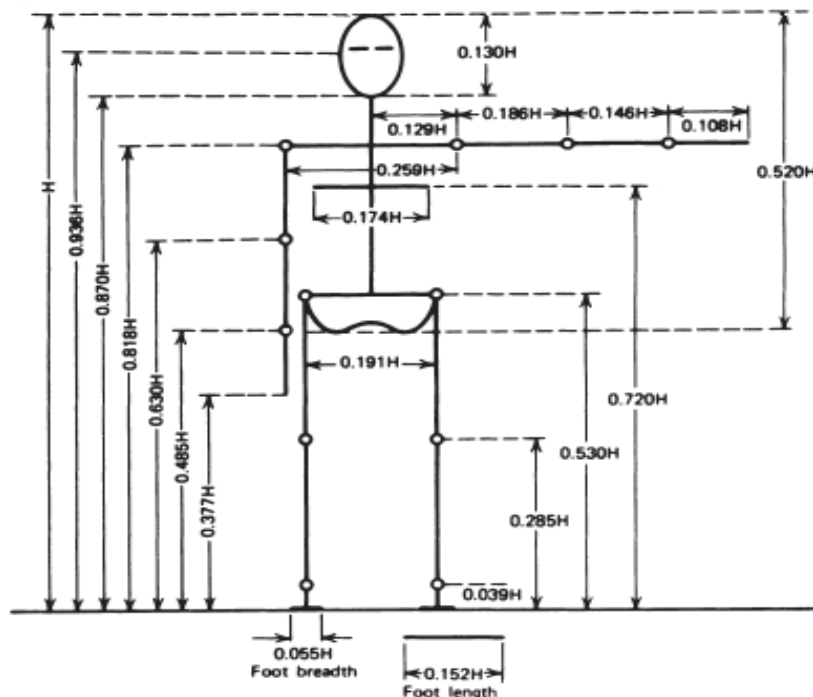 0.130H
0.186H
0.146H
0.129H
0.108H
0.259H
0.520H
0.174H
H
0.936H
0.870H
0.818H
0.630H
0.485H
0.377H
0.191H
0.720H
0.530H
0.285H
0.039H
0.055H
Foot breadth
0.152H
Foot length